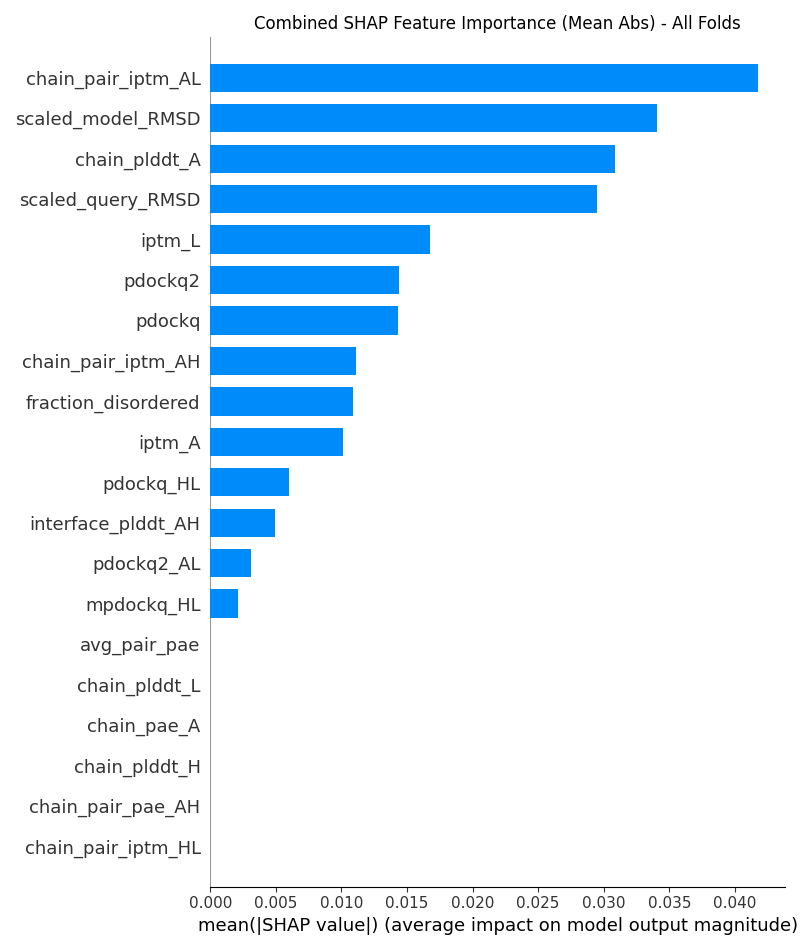 Combined SHAP Feature Importance (Mean Abs) - All Folds
chain_pair_iptm_AL
scaled_model_RMSD
chain_plddt_A
scaled_query_RMSD
iptm_L
pdockq2
pdockq
chain_pair_iptm_AH
fraction_disordered
iptm_A
pdockq_HL
interface_plddt_AH
pdockq2_AL
mpdockq_HL
avg_pair_pae
chain_plddt_L
chain_pae_A
chain_plddt_H
chain_pair_pae_AH
chain_pair_iptm_HL
0.000 0.005 0.010 0.015 0.020 0.025 0.030 0.035 0.040
mean(|SHAP value|) (average impact on model output magnitude)